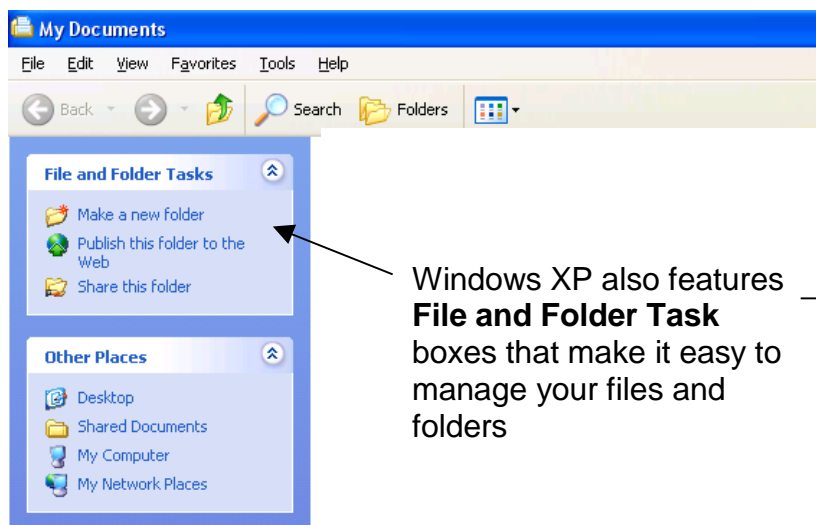 My Documents
File Edit View Favorites Tools Help
Back Search Folders
File and Folder Tasks
Make a new folder
Publish this folder to the
Web
Share this folder
Other Places
Desktop
Shared Documents
My Computer
My Network Places
Windows XP also features
File and Folder Task
boxes that make it easy to
manage your files and
folders